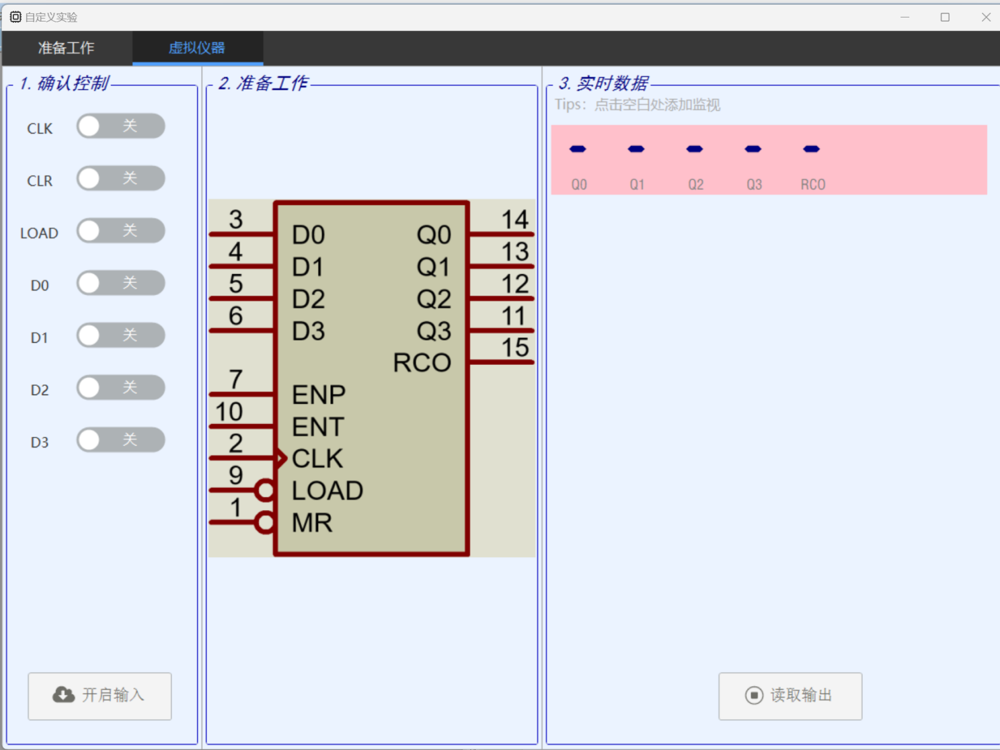 自定义实验
准备工作
虚拟仪器
1. 确认控制
CLK 关
CLR 关
LOAD 关
D0 关
D1 关
D2 关
D3 关
开启输入
2. 准备工作
3 D0 Q0 14
4 D1 Q1 13
5 D2 Q2 12
6 D3 Q3 11
RCO 15
7 ENP
10 ENT
2 CLK
9 LOAD
1 MR
3. 实时数据
Tips：点击空白处添加监视
- - - - -
Q0 Q1 Q2 Q3 RCO
读取输出